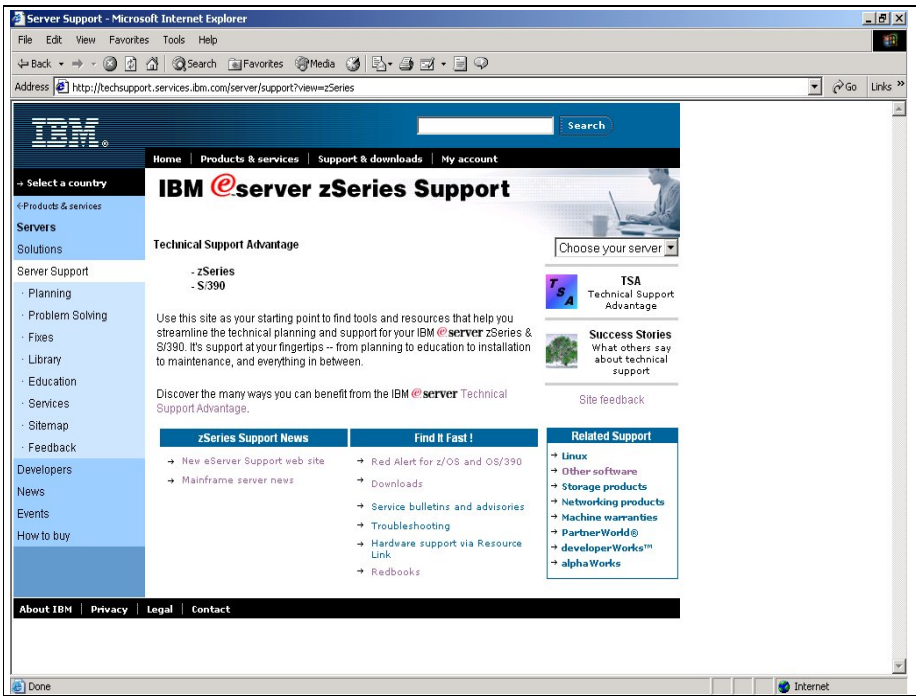 Server Support - Microsoft Internet Explorer
File Edit View Favorites Tools Help
Back Search Favorites Media
Address http://techsupport.services.ibm.com/server/support?view=zSeries Go Links »
IBM®
Search
Home | Products & services | Support & downloads | My account
→ Select a country
IBM eserver zSeries Support
Products & services
Servers
Solutions
Server Support
· Planning
· Problem Solving
· Fixes
· Library
· Education
· Services
· Sitemap
· Feedback
Developers
News
Events
How to buy
Technical Support Advantage
- zSeries
- S/390
Use this site as your starting point to find tools and resources that help you
streamline the technical planning and support for your IBM eserver zSeries &
S/390. It's support at your fingertips -- from planning to education to installation
to maintenance, and everything in between.
Discover the many ways you can benefit from the IBM eserver Technical
Support Advantage.
Choose your server
TSA
TSA
Technical Support
Advantage
Success Stories
What others say
about technical
support
Site feedback
zSeries Support News
→ New eServer Support web site
→ Mainframe server news
Find It Fast !
→ Red Alert for z/OS and OS/390
→ Downloads
→ Service bulletins and advisories
→ Troubleshooting
→ Hardware support via Resource
Link
→ Redbooks
Related Support
→ Linux
→ Other software
→ Storage products
→ Networking products
→ Machine warranties
→ PartnerWorld®
→ developerWorks™
→ alphaWorks
About IBM | Privacy | Legal | Contact
Done
Internet